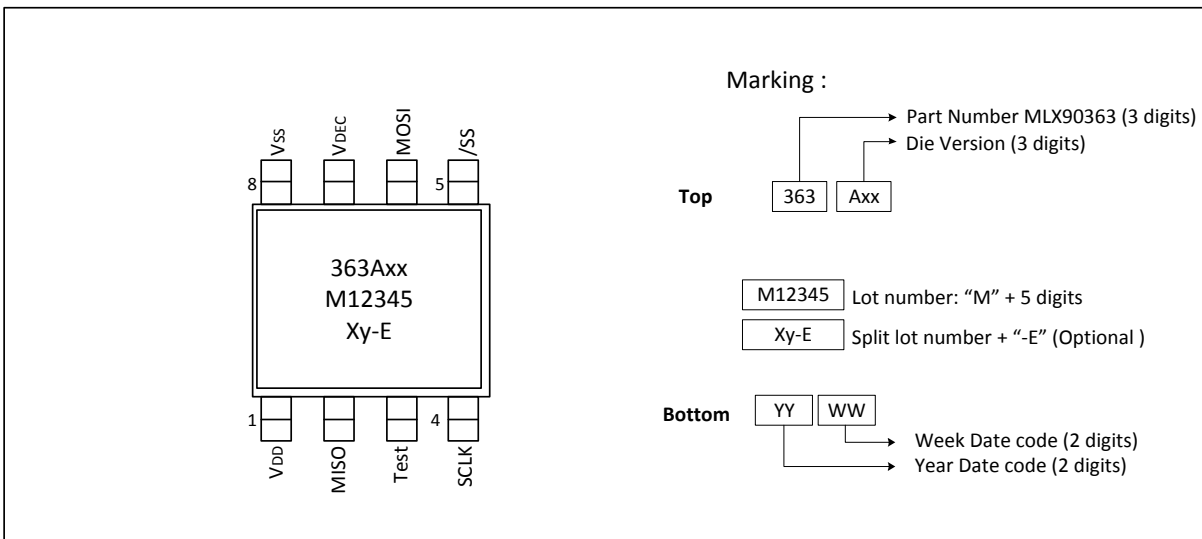 VSS
VDEC
MOSI
/SS
8
5
363Axx
M12345
Xy-E
1
4
VDD
MISO
Test
SCLK
Marking :
Part Number MLX90363 (3 digits)
Die Version (3 digits)
Top
363
Axx
M12345
Lot number: “M” + 5 digits
Xy-E
Split lot number + “-E” (Optional )
Bottom
YY
WW
Week Date code (2 digits)
Year Date code (2 digits)